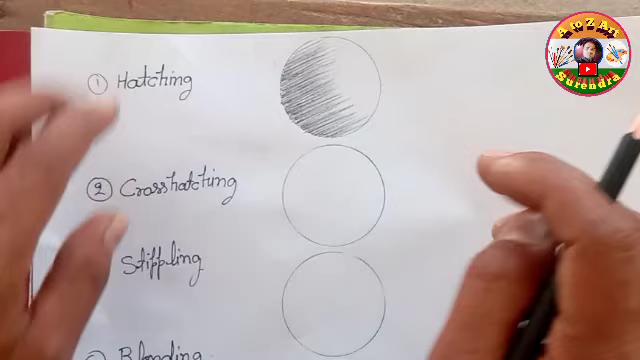 A to Z Art
Surendra
① Hatching
② Crosshatching
Stippling
Blending